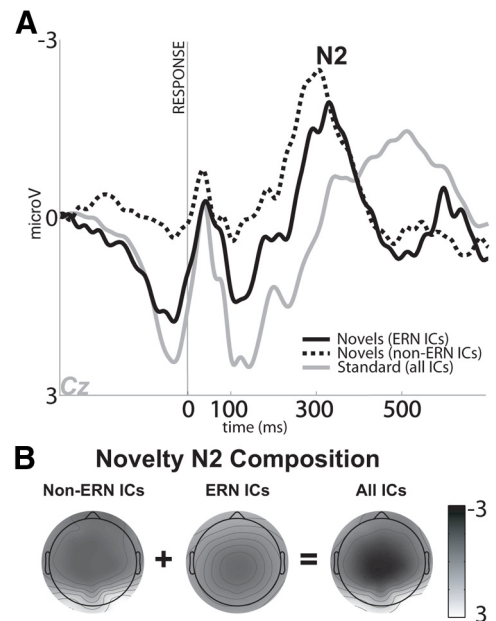 A
-3
RESPONSE
N2
microV
0
Novels (ERN ICs)
Novels (non-ERN ICs)
Standard (all ICs)
Cz
3
0 100 300 500
time (ms)
B
Novelty N2 Composition
Non-ERN ICs ERN ICs All ICs
-3
+ =
3